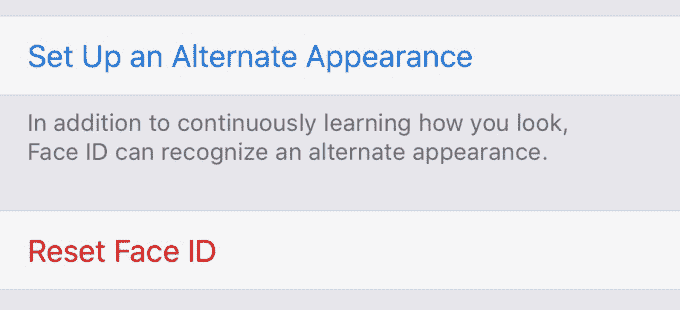 Set Up an Alternate Appearance
In addition to continuously learning how you look,
Face ID can recognize an alternate appearance.
Reset Face ID